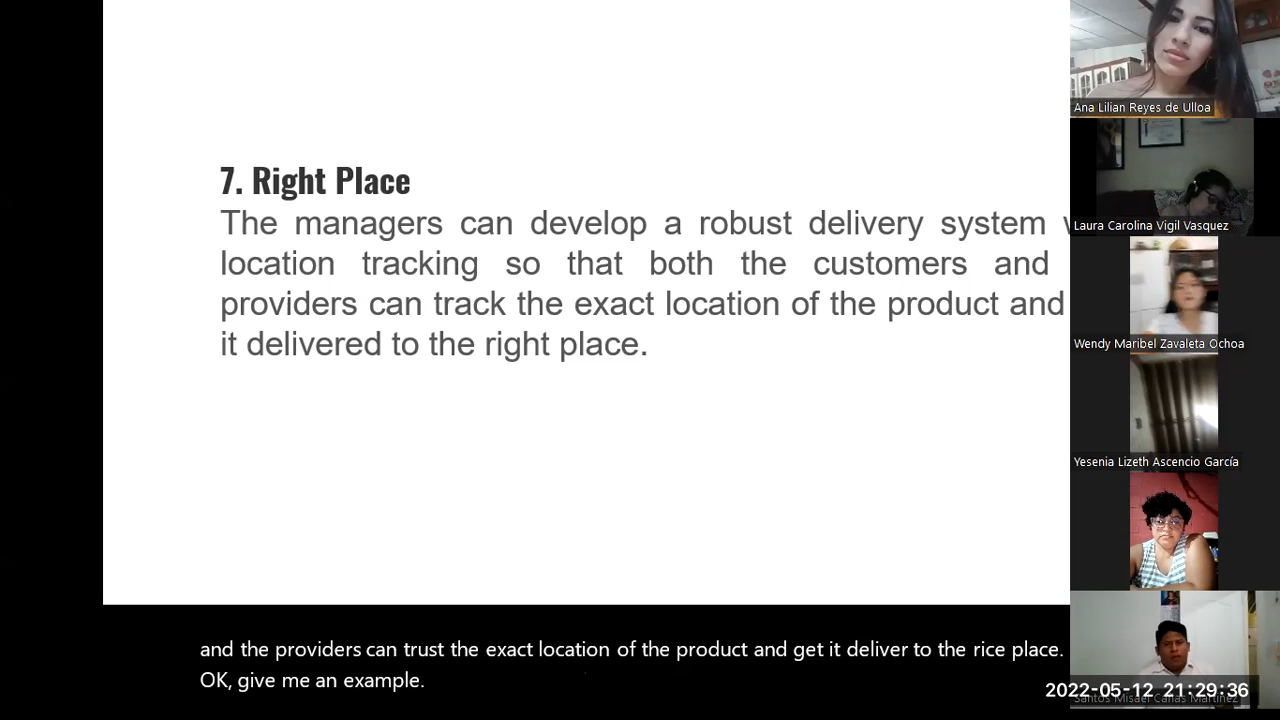 7. Right Place
The managers can develop a robust delivery system
location tracking so that both the customers and
providers can track the exact location of the product and
it delivered to the right place.
and the providers can trust the exact location of the product and get it deliver to the rice place.
OK, give me an example.
Ana Lilian Reyes de Ulloa
Laura Carolina Vigil Vasquez
Wendy Maribel Zavaleta Ochoa
Yesenia Lizeth Ascencio García
2022-05-12 21:29:36
Santos Misael Cañas Martínez